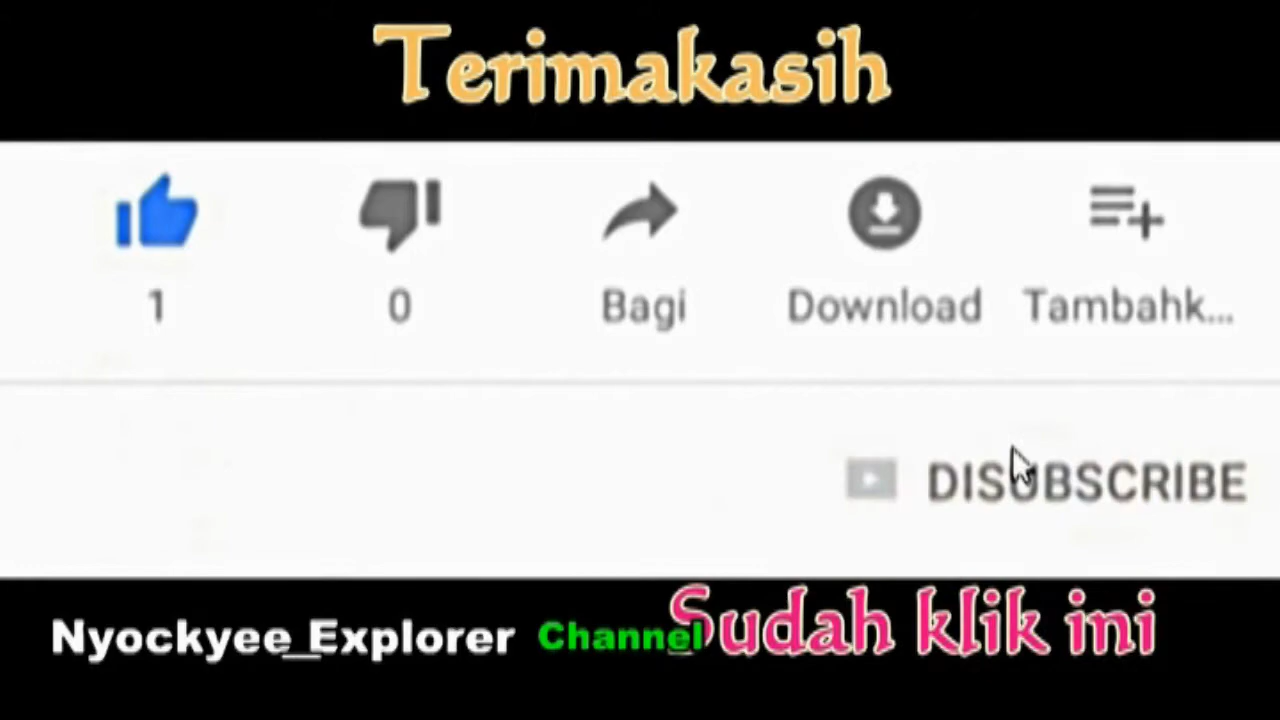 Terimakasih
1 0 Bagi Download Tambahk...
DISUBSCRIBE
Nyockyee_Explorer Channel Sudah klik ini